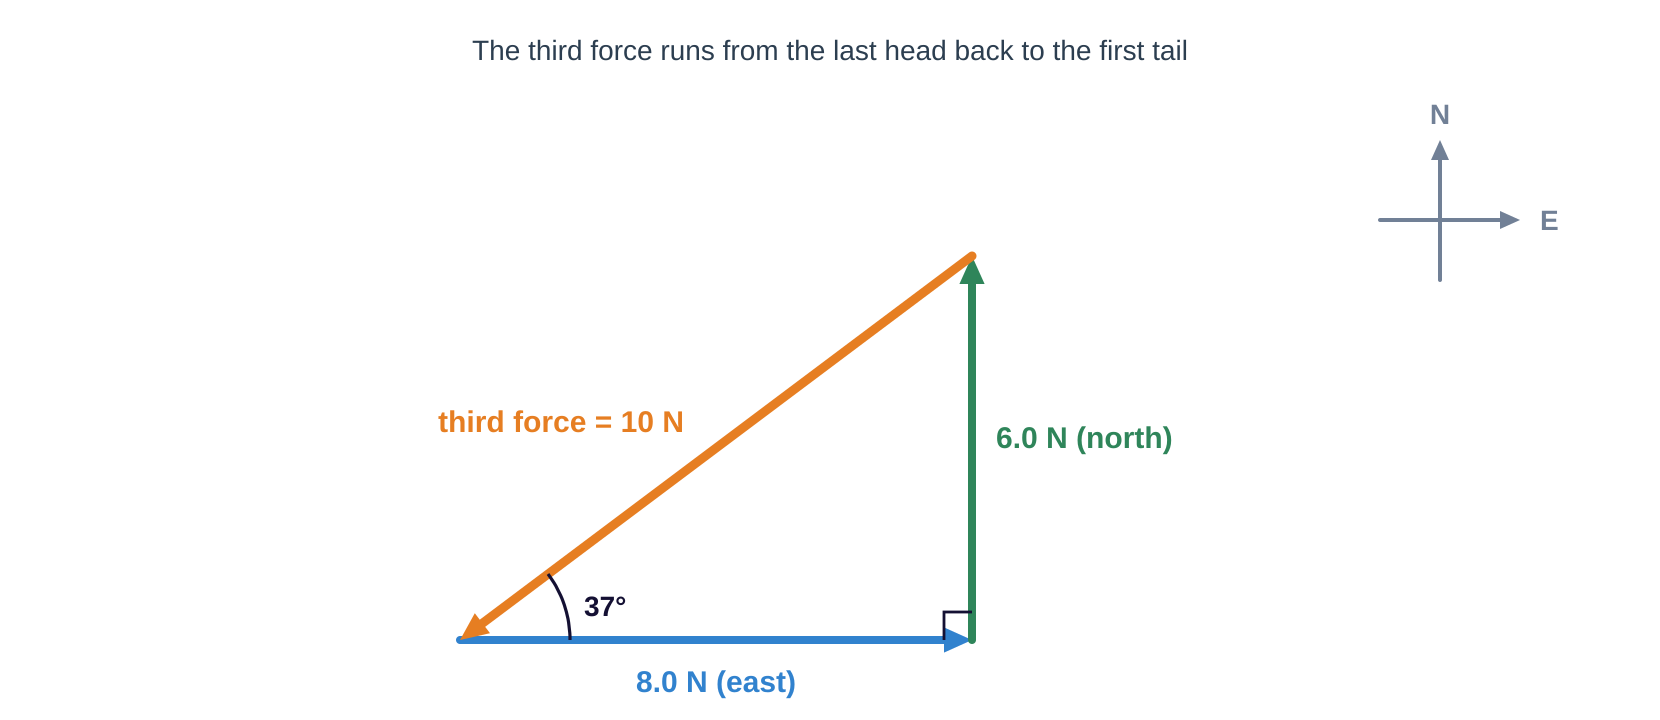 The third force runs from the last head back to the first tail
N
E
third force = 10 N
6.0 N (north)
37°
8.0 N (east)